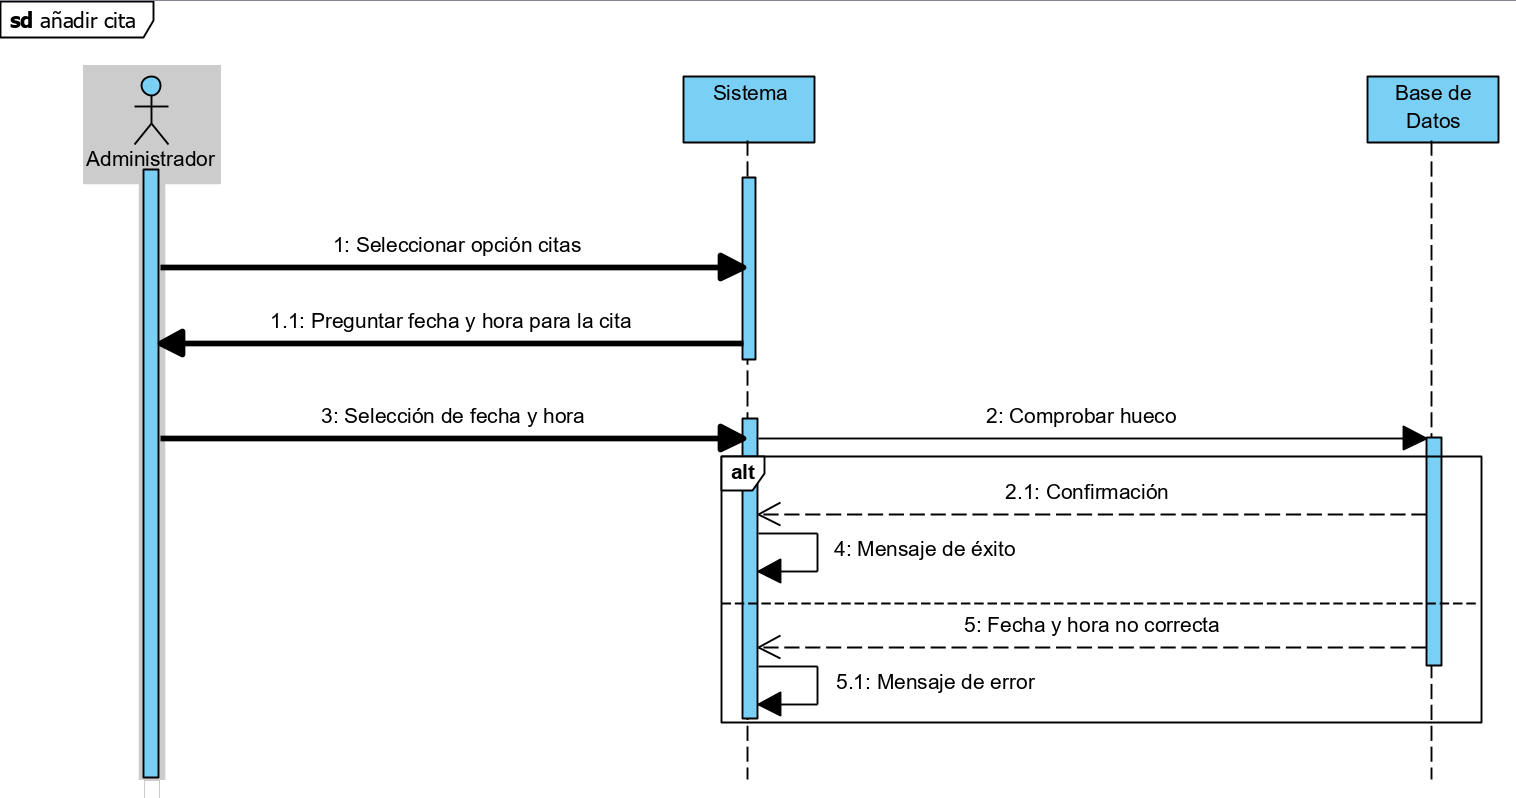 sd añadir cita
Administrador
Sistema
Base de
Datos
1: Seleccionar opción citas
1.1: Preguntar fecha y hora para la cita
3: Selección de fecha y hora
2: Comprobar hueco
alt
2.1: Confirmación
4: Mensaje de éxito
5: Fecha y hora no correcta
5.1: Mensaje de error